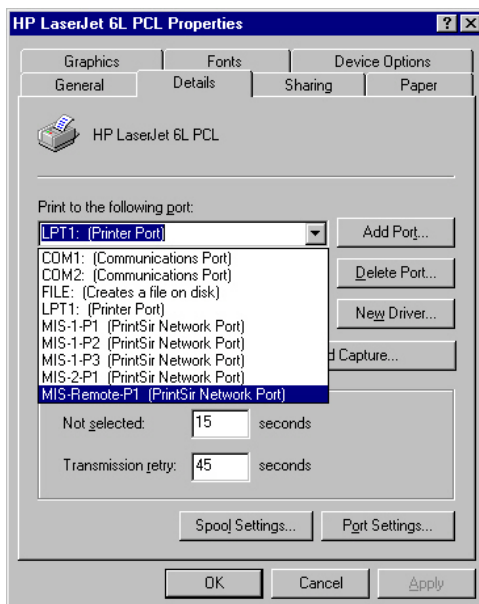 HP LaserJet 6L PCL Properties
Graphics Fonts Device Options
General Details Sharing Paper
HP LaserJet 6L PCL
Print to the following port:
LPT1: (Printer Port) Add Port...
COM1: (Communications Port)
COM2: (Communications Port) Delete Port...
FILE: (Creates a file on disk)
LPT1: (Printer Port) New Driver...
MIS-1-P1 (PrintSir Network Port)
MIS-1-P2 (PrintSir Network Port)
MIS-1-P3 (PrintSir Network Port) d Capture...
MIS-2-P1 (PrintSir Network Port)
MIS-Remote-P1 (PrintSir Network Port)
Not selected: 15 seconds
Transmission retry: 45 seconds
Spool Settings... Port Settings...
OK Cancel Apply